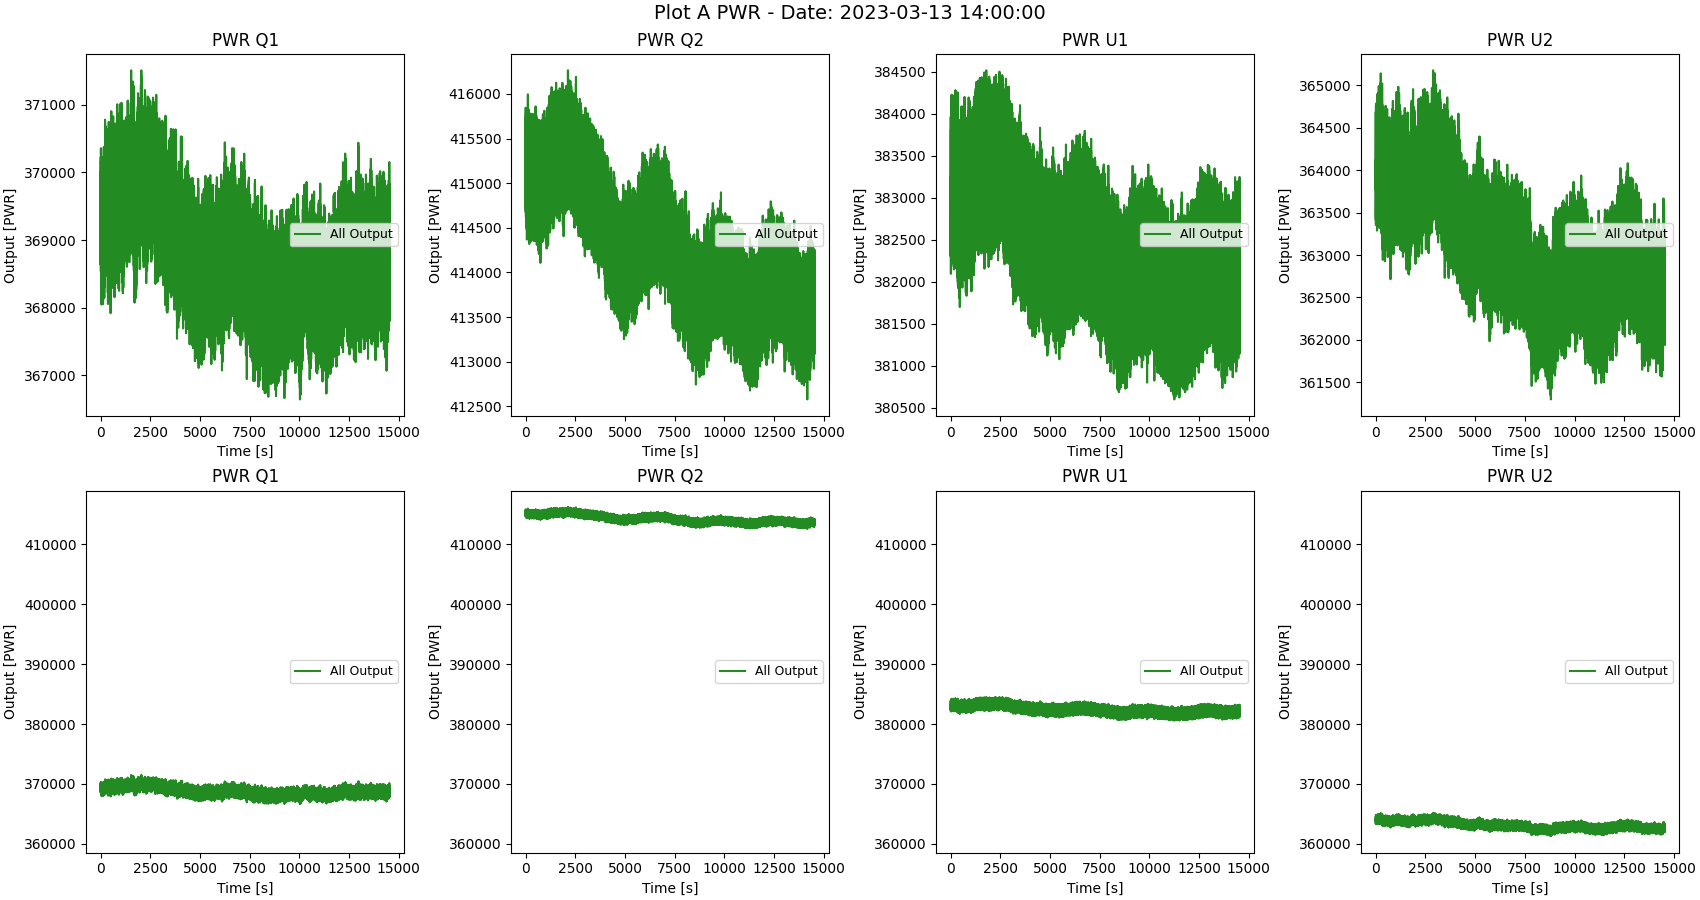 Plot A PWR - Date: 2023-03-13 14:00:00
PWR Q1
Output [PWR]
371000
370000
369000
368000
367000
All Output
0 2500 5000 7500 10000 12500 15000
Time [s]
PWR Q2
Output [PWR]
416000
415500
415000
414500
414000
413500
413000
412500
All Output
0 2500 5000 7500 10000 12500 15000
Time [s]
PWR U1
Output [PWR]
384500
384000
383500
383000
382500
382000
381500
381000
380500
All Output
0 2500 5000 7500 10000 12500 15000
Time [s]
PWR U2
Output [PWR]
365000
364500
364000
363500
363000
362500
362000
361500
All Output
0 2500 5000 7500 10000 12500 15000
Time [s]
PWR Q1
Output [PWR]
410000
400000
390000
380000
370000
360000
All Output
0 2500 5000 7500 10000 12500 15000
Time [s]
PWR Q2
Output [PWR]
410000
400000
390000
380000
370000
360000
All Output
0 2500 5000 7500 10000 12500 15000
Time [s]
PWR U1
Output [PWR]
410000
400000
390000
380000
370000
360000
All Output
0 2500 5000 7500 10000 12500 15000
Time [s]
PWR U2
Output [PWR]
410000
400000
390000
380000
370000
360000
All Output
0 2500 5000 7500 10000 12500 15000
Time [s]